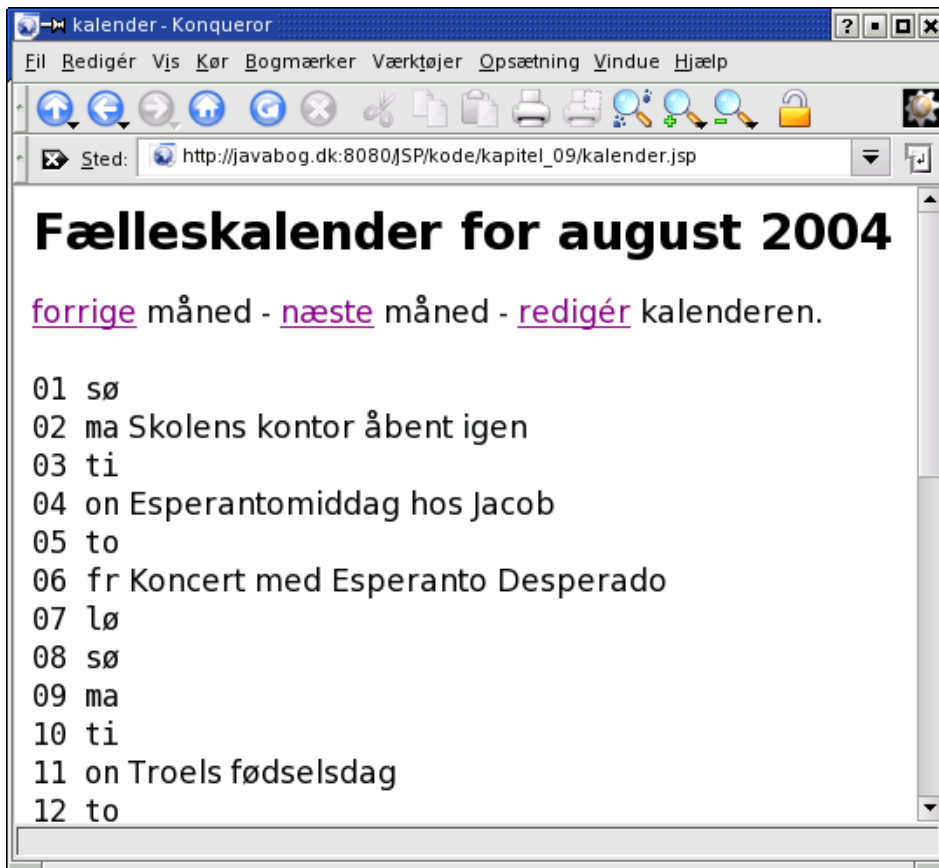 kalender - Konqueror
Fil Redigér Vis Kør Bogmærker Værktøjer Opsætning Vindue Hjælp
Sted: http://javabog.dk:8080/JSP/kode/kapitel_09/kalender.jsp
Fælleskalender for august 2004
forrige måned - næste måned - redigér kalenderen.
01 sø
02 ma Skolens kontor åbent igen
03 ti
04 on Esperantomiddag hos Jacob
05 to
06 fr Koncert med Esperanto Desperado
07 lø
08 sø
09 ma
10 ti
11 on Troels fødselsdag
12 to